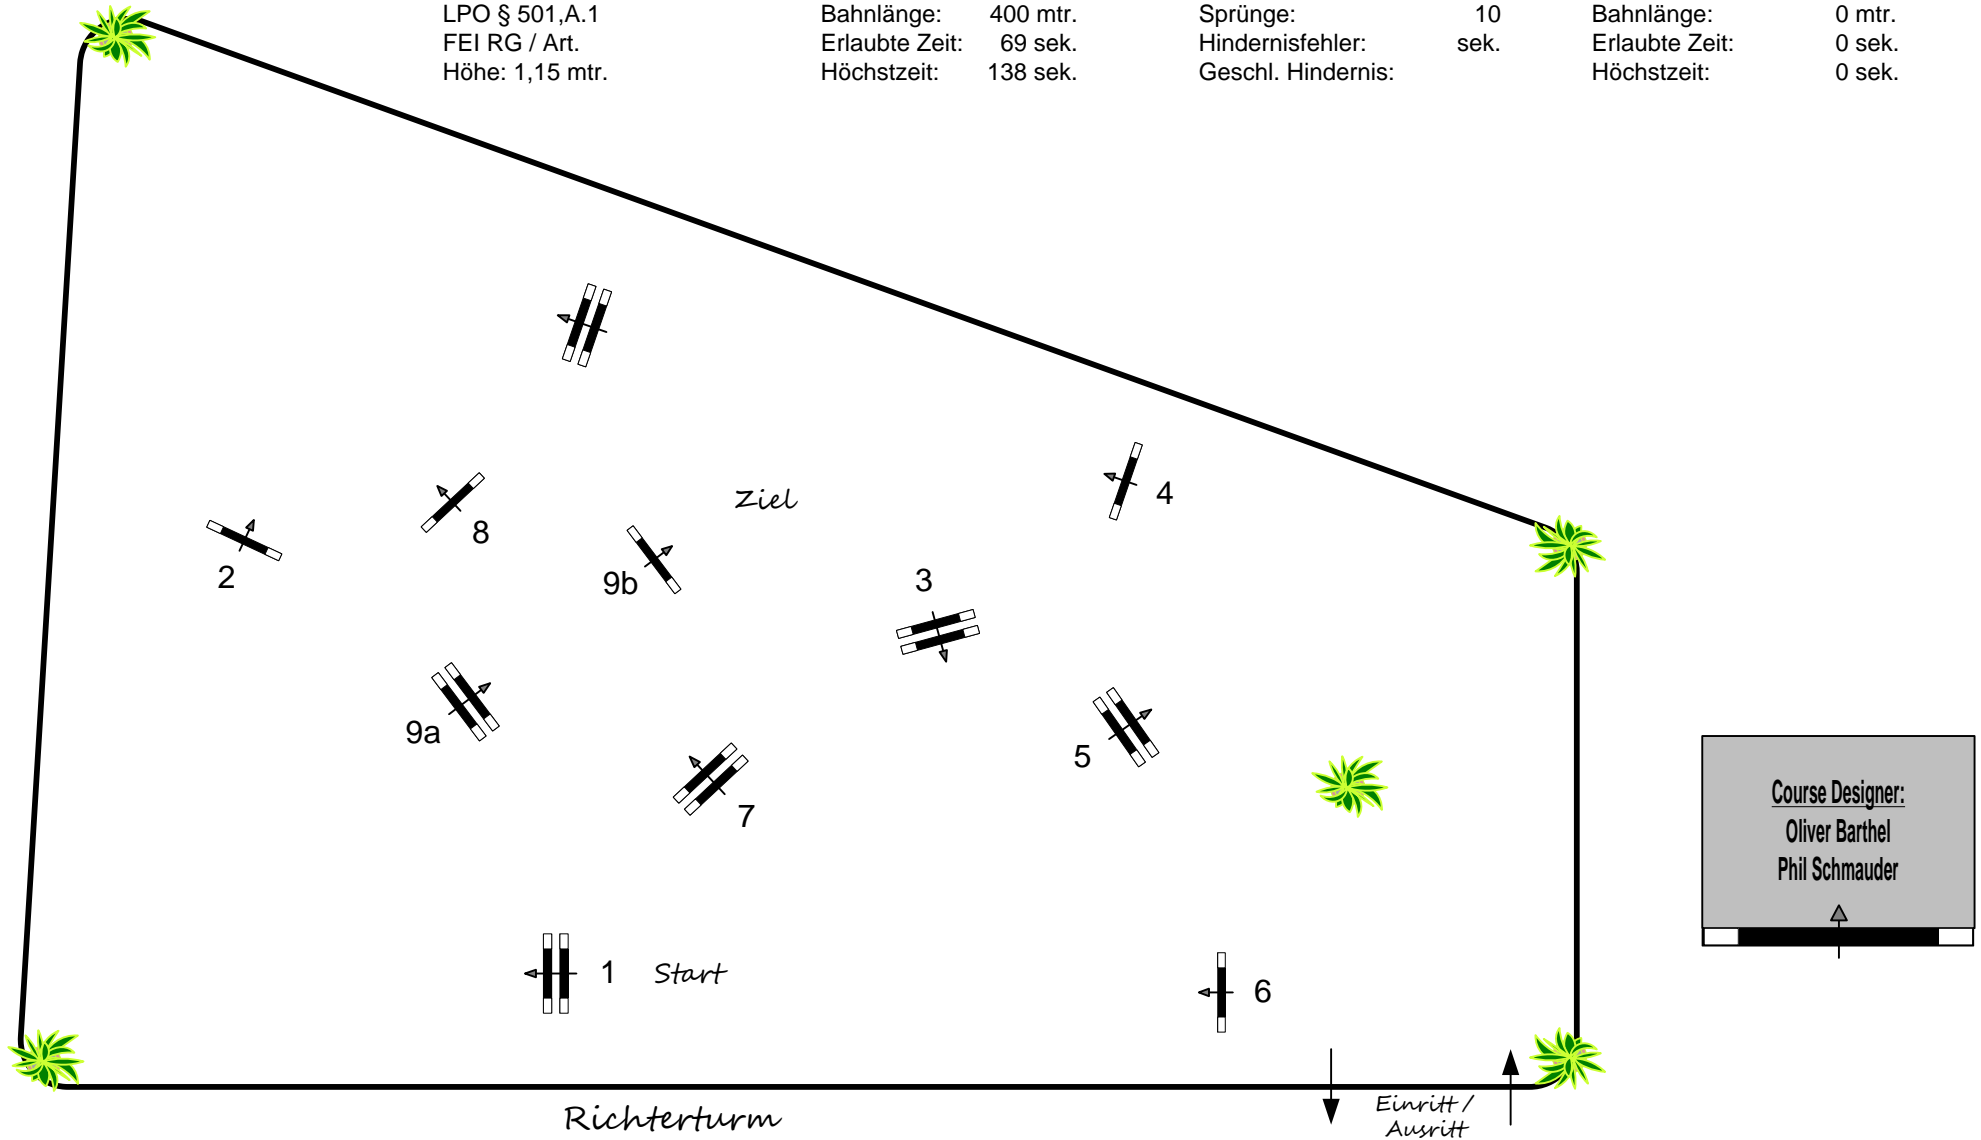 LPO § 501,A.1
FEI RG / Art.
Höhe: 1,15 mtr.
Bahnlänge: 400 mtr.
Erlaubte Zeit: 69 sek.
Höchstzeit: 138 sek.
Sprünge: 10
Hindernisfehler: sek.
Geschl. Hindernis:
Bahnlänge: 0 mtr.
Erlaubte Zeit: 0 sek.
Höchstzeit: 0 sek.
4
Ziel
8
2
9b
3
9a
5
7
1
Start
6
Course Designer:
Oliver Barthel
Phil Schmauder
Richterturm
Einritt /
Ausritt